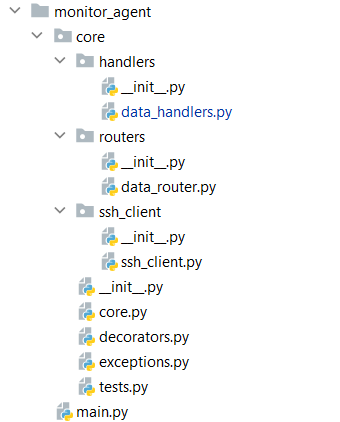 monitor_agent
core
handlers
__init__.py
data_handlers.py
routers
__init__.py
data_router.py
ssh_client
__init__.py
ssh_client.py
__init__.py
core.py
decorators.py
exceptions.py
tests.py
main.py